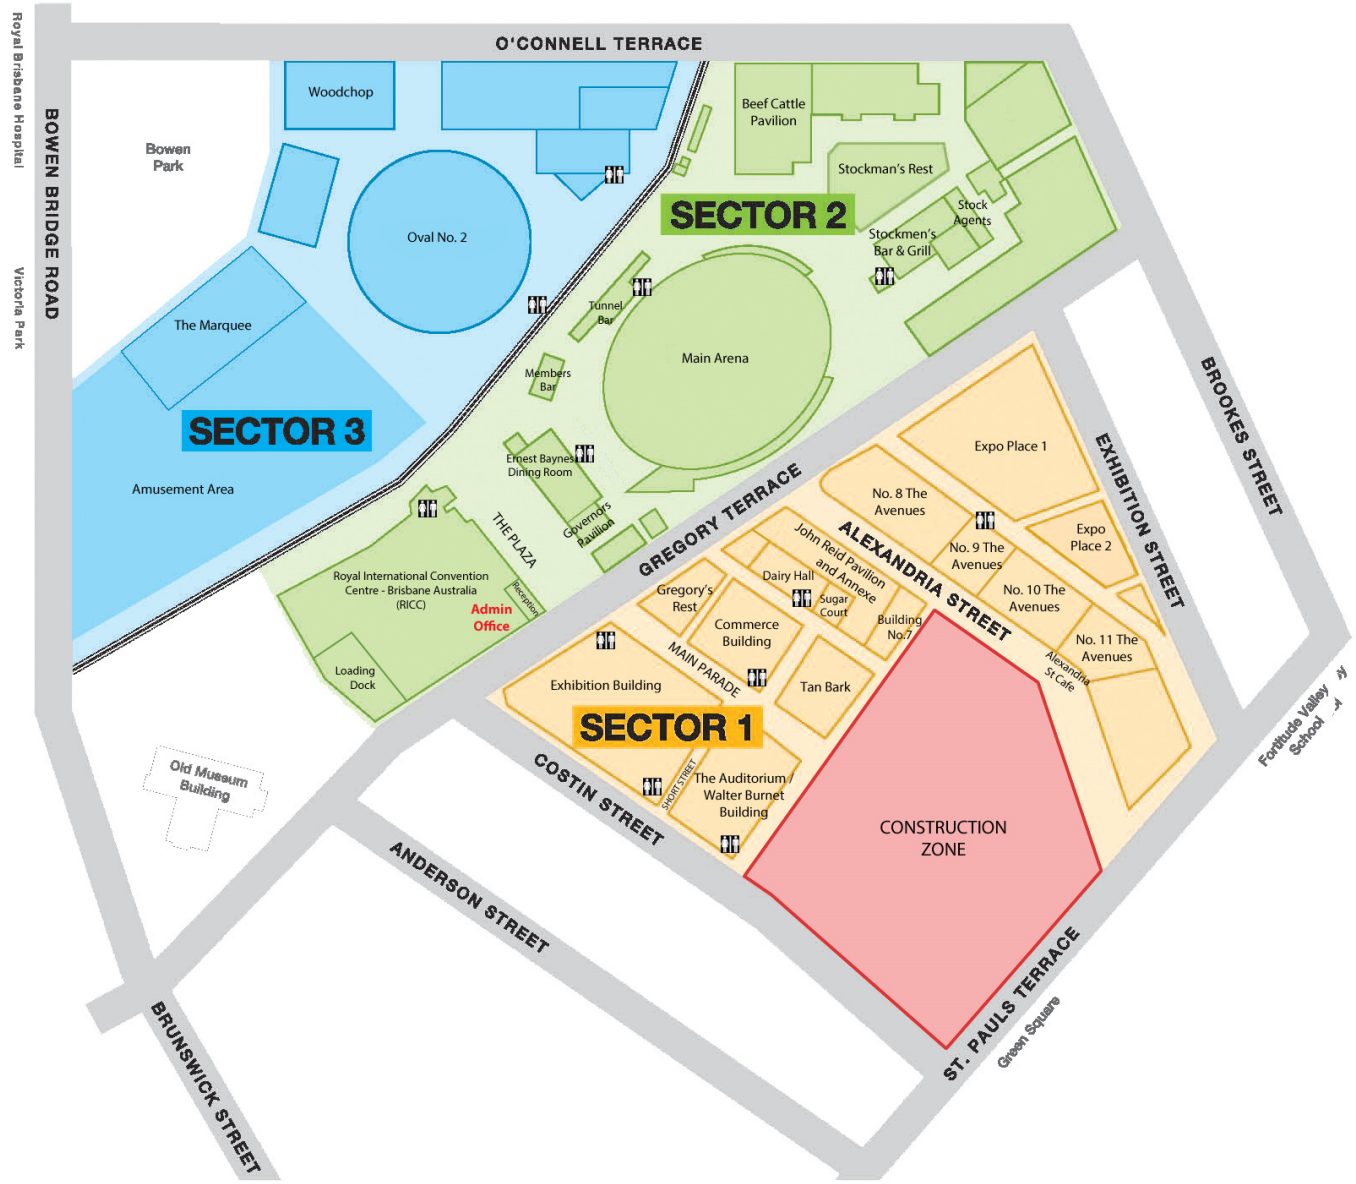 O'CONNELL TERRACE
Royal Brisbane Hospital
BOWEN BRIDGE ROAD
Victoria Park
Bowen
Park
Woodchop
Oval No. 2
The Marquee
SECTOR 3
Amusement Area
Beef Cattle
Pavilion
Stockman's Rest
SECTOR 2
Stock
Agents
Stockmen's
Bar & Grill
Tunnel
Bar
Main Arena
Members
Bar
Ernest Baynes
Dining Room
Governors
Pavilion
THE PLAZA
Royal International Convention
Centre - Brisbane Australia
(RICC)
Admin
Office
Reception
Loading
Dock
GREGORY TERRACE
BROOKES STREET
EXHIBITION STREET
Expo Place 1
Expo
Place 2
No. 8 The
Avenues
No. 9 The
Avenues
No. 10 The
Avenues
No. 11 The
Avenues
ALEXANDRIA STREET
Alexandria
St Cafe
John Reid Pavilion
and Annexe
Dairy Hall
Sugar
Court
Building
No.7
Gregory's
Rest
Commerce
Building
MAIN PARADE
Tan Bark
Exhibition Building
SECTOR 1
SHORT STREET
The Auditorium /
Walter Burnet
Building
COSTIN STREET
CONSTRUCTION
ZONE
Old Museum
Building
ANDERSON STREET
BRUNSWICK STREET
ST. PAULS TERRACE
Green Square
Fortitude Valley
School